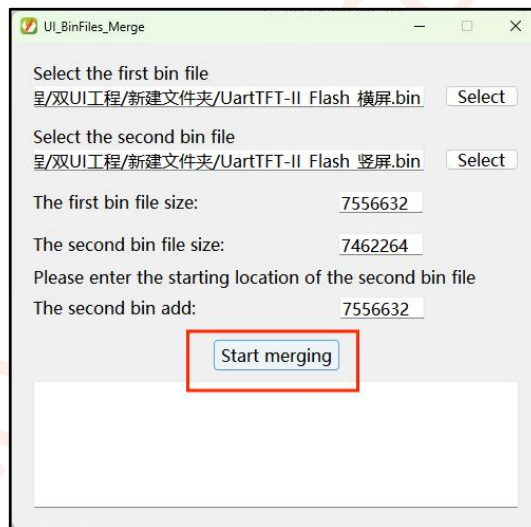 UI_BinFiles_Merge
Select the first bin file
程/双UI工程/新建文件夹/UartTFT-II_Flash_横屏.bin
Select
Select the second bin file
程/双UI工程/新建文件夹/UartTFT-II_Flash_竖屏.bin
Select
The first bin file size:
7556632
The second bin file size:
7462264
Please enter the starting location of the second bin file
The second bin add:
7556632
Start merging